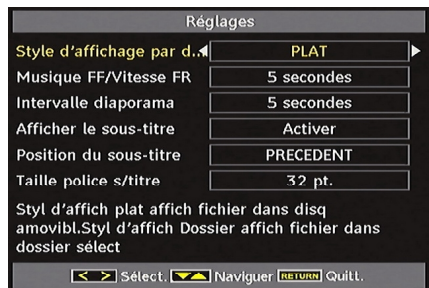 Réglages
Style d'affichage par d.. PLAT
Musique FF/Vitesse FR 5 secondes
Intervalle diaporama 5 secondes
Afficher le sous-titre Activer
Position du sous-titre PRECEDENT
Taille police s/titre 32 pt.
Styl d'affich plat affich fichier dans disq
amovibl.Styl d'affich Dossier affich fichier dans
dossier sélect
< > Sélect. Naviguer RETURN Quitt.